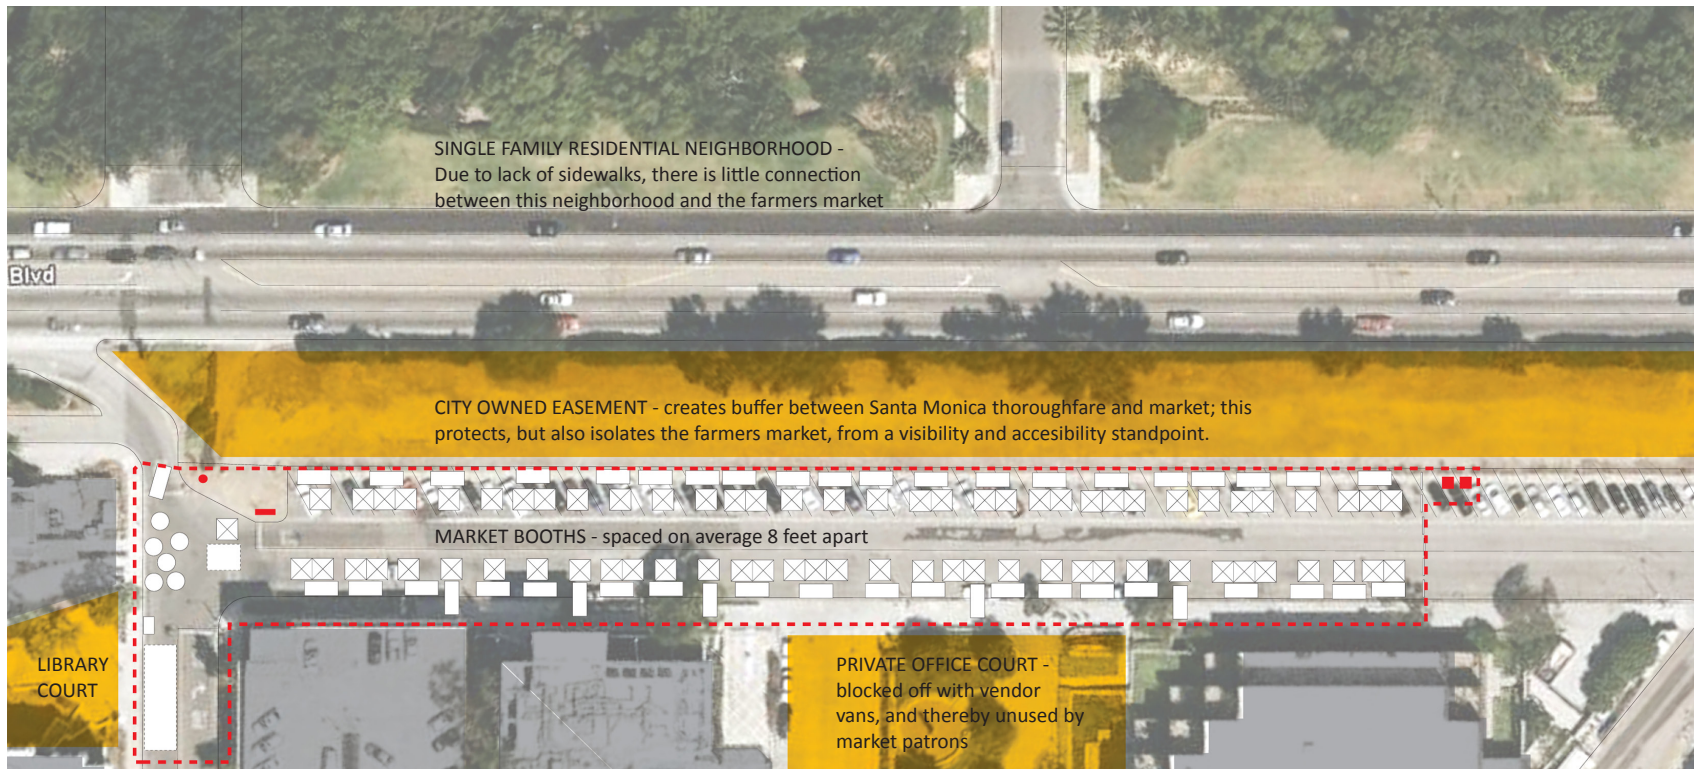 SINGLE FAMILY RESIDENTIAL NEIGHBORHOOD -
Due to lack of sidewalks, there is little connection
between this neighborhood and the farmers market
Blvd
CITY OWNED EASEMENT - creates buffer between Santa Monica thoroughfare and market; this
protects, but also isolates the farmers market, from a visibility and accesibility standpoint.
MARKET BOOTHS - spaced on average 8 feet apart
LIBRARY
COURT
PRIVATE OFFICE COURT -
blocked off with vendor
vans, and thereby unused by
market patrons